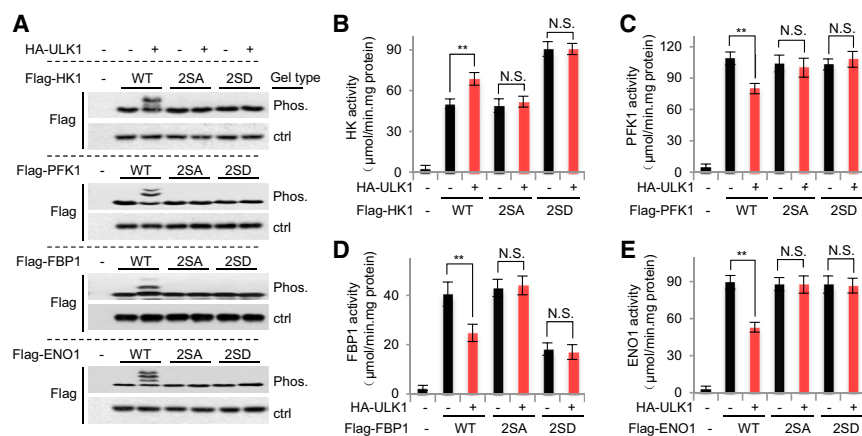 A
HA-ULK1 - - + - + - +
Flag-HK1 - WT 2SA 2SD Gel type
Flag
Phos.
ctrl
Flag-PFK1 - WT 2SA 2SD
Flag
Phos.
ctrl
Flag-FBP1 - WT 2SA 2SD
Flag
Phos.
ctrl
Flag-ENO1 - WT 2SA 2SD
Flag
Phos.
ctrl
B
HK activity
(μmol/min.mg protein)
90
60
30
0
**
N.S.
N.S.
HA-ULK1 - - + - + - +
Flag-HK1 - WT 2SA 2SD
C
PFK1 activity
(μmol/min.mg protein)
120
90
60
30
0
**
N.S.
N.S.
HA-ULK1 - - + - + - +
Flag-PFK1 - WT 2SA 2SD
D
FBP1 activity
(μmol/min.mg protein)
40
20
0
**
N.S.
N.S.
HA-ULK1 - - + - + - +
Flag-FBP1 - WT 2SA 2SD
E
ENO1 activity
(μmol/min.mg protein)
90
60
30
0
**
N.S.
N.S.
HA-ULK1 - - + - + - +
Flag-ENO1 - WT 2SA 2SD